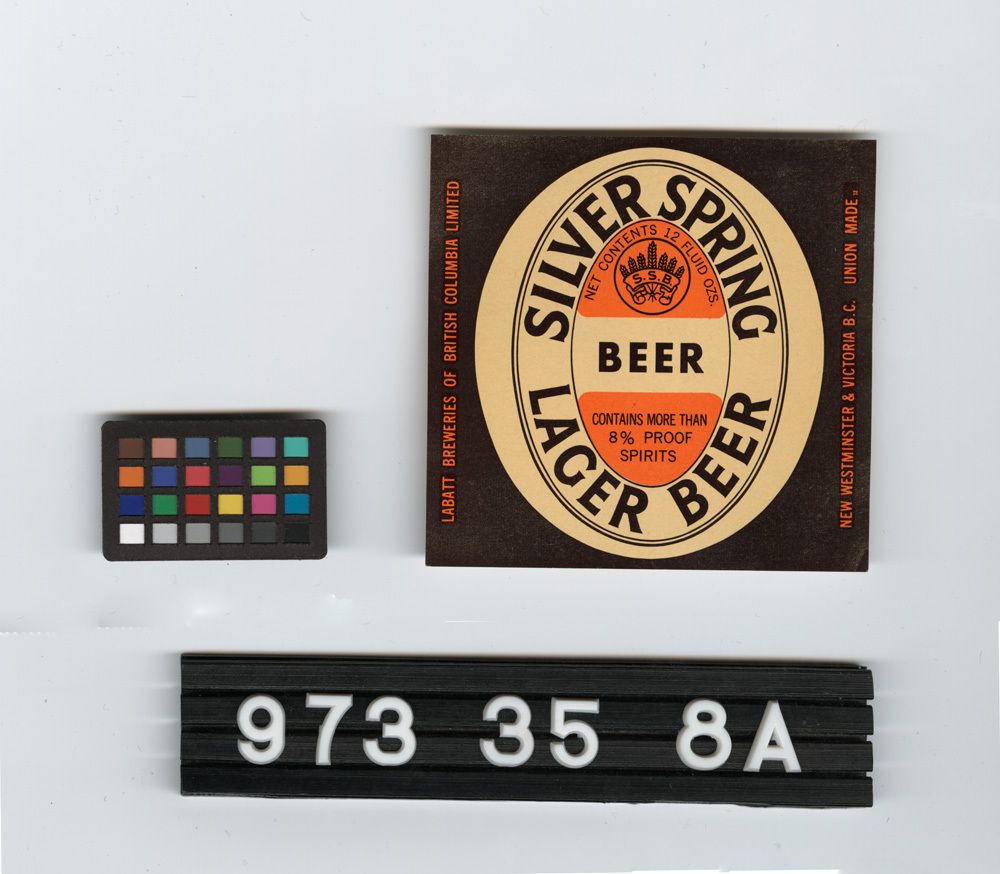 LABATT BREWERIES OF BRITISH COLUMBIA LIMITED
SILVER SPRING
NET CONTENTS 12 FLUID OZS.
S.S.B
BEER
CONTAINS MORE THAN
8% PROOF
SPIRITS
LAGER BEER
NEW WESTMINSTER & VICTORIA B.C. UNION MADE
973 35 8A